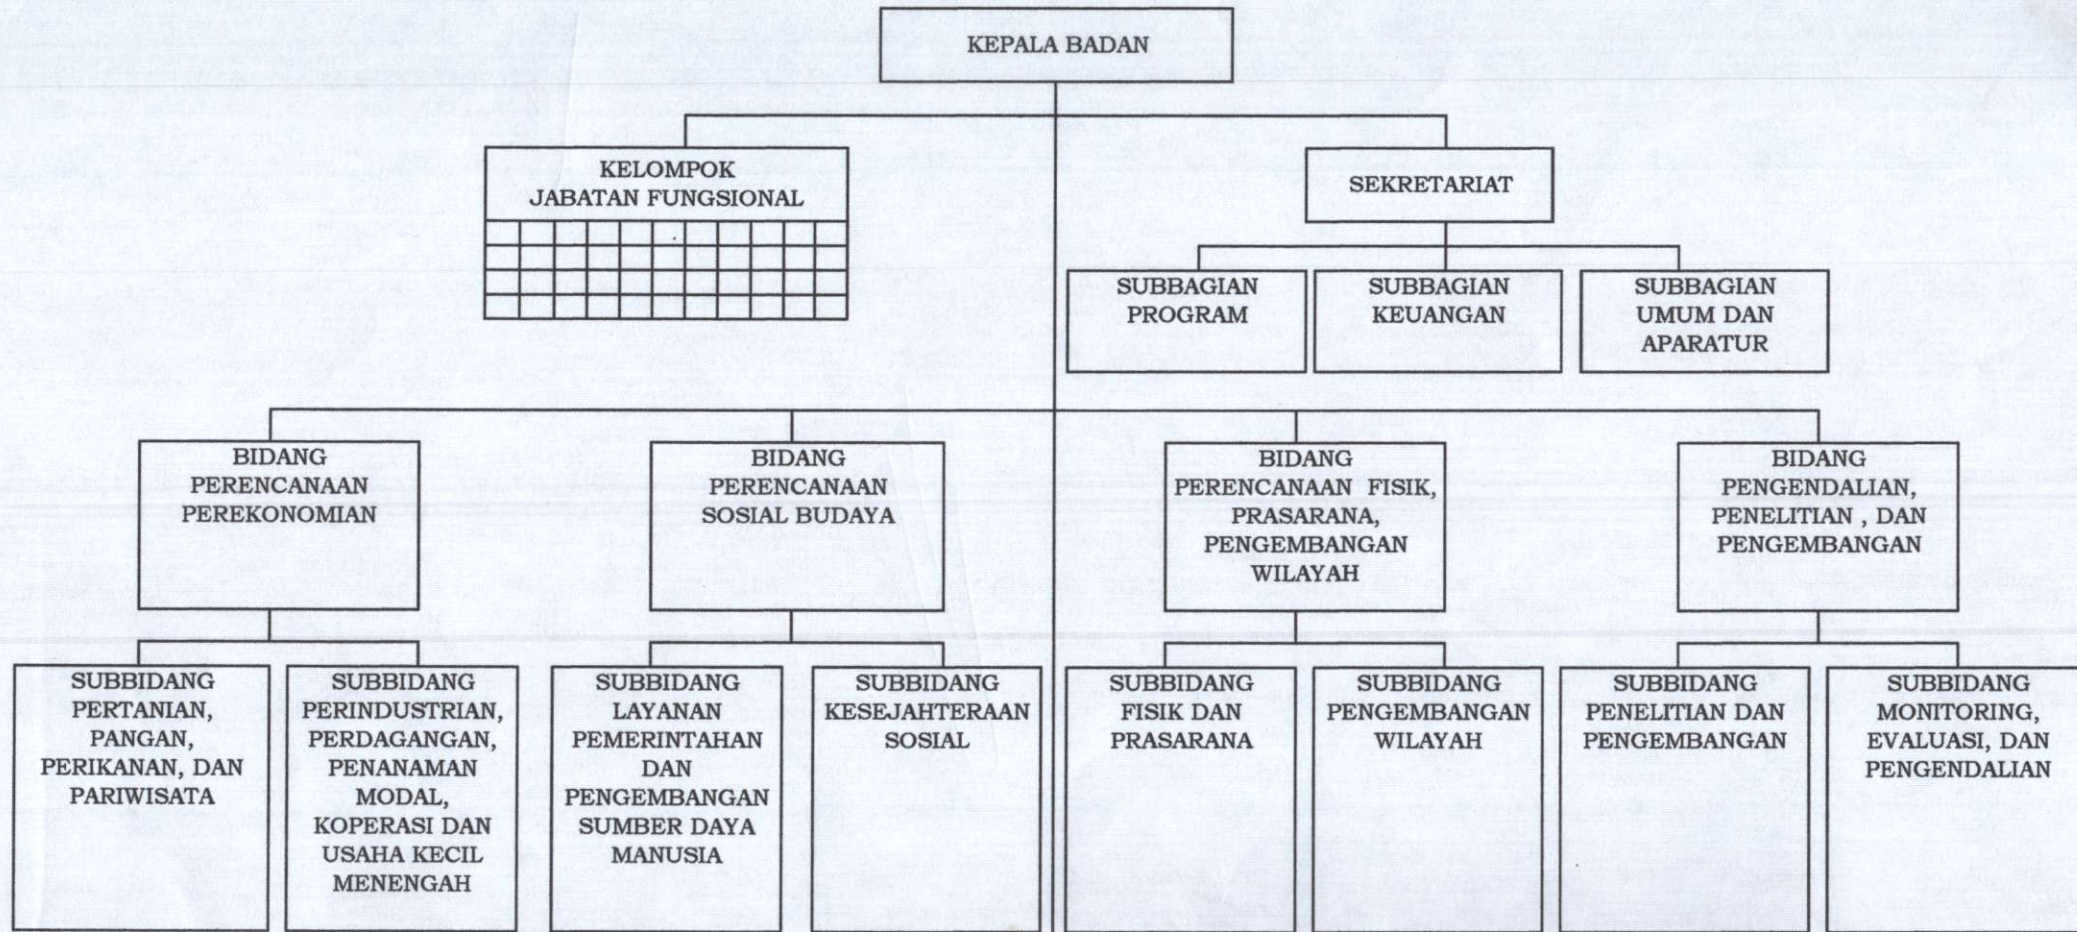 KEPALA BADAN
KELOMPOK
JABATAN FUNGSIONAL
SEKRETARIAT
SUBBAGIAN
PROGRAM
SUBBAGIAN
KEUANGAN
SUBBAGIAN
UMUM DAN
APARATUR
BIDANG
PERENCANAAN
PEREKONOMIAN
BIDANG
PERENCANAAN
SOSIAL BUDAYA
BIDANG
PERENCANAAN FISIK,
PRASARANA,
PENGEMBANGAN
WILAYAH
BIDANG
PENGENDALIAN,
PENELITIAN , DAN
PENGEMBANGAN
SUBBIDANG
PERTANIAN,
PANGAN,
PERIKANAN, DAN
PARIWISATA
SUBBIDANG
PERINDUSTRIAN,
PERDAGANGAN,
PENANAMAN
MODAL,
KOPERASI DAN
USAHA KECIL
MENENGAH
SUBBIDANG
LAYANAN
PEMERINTAHAN
DAN
PENGEMBANGAN
SUMBER DAYA
MANUSIA
SUBBIDANG
KESEJAHTERAAN
SOSIAL
SUBBIDANG
FISIK DAN
PRASARANA
SUBBIDANG
PENGEMBANGAN
WILAYAH
SUBBIDANG
PENELITIAN DAN
PENGEMBANGAN
SUBBIDANG
MONITORING,
EVALUASI, DAN
PENGENDALIAN